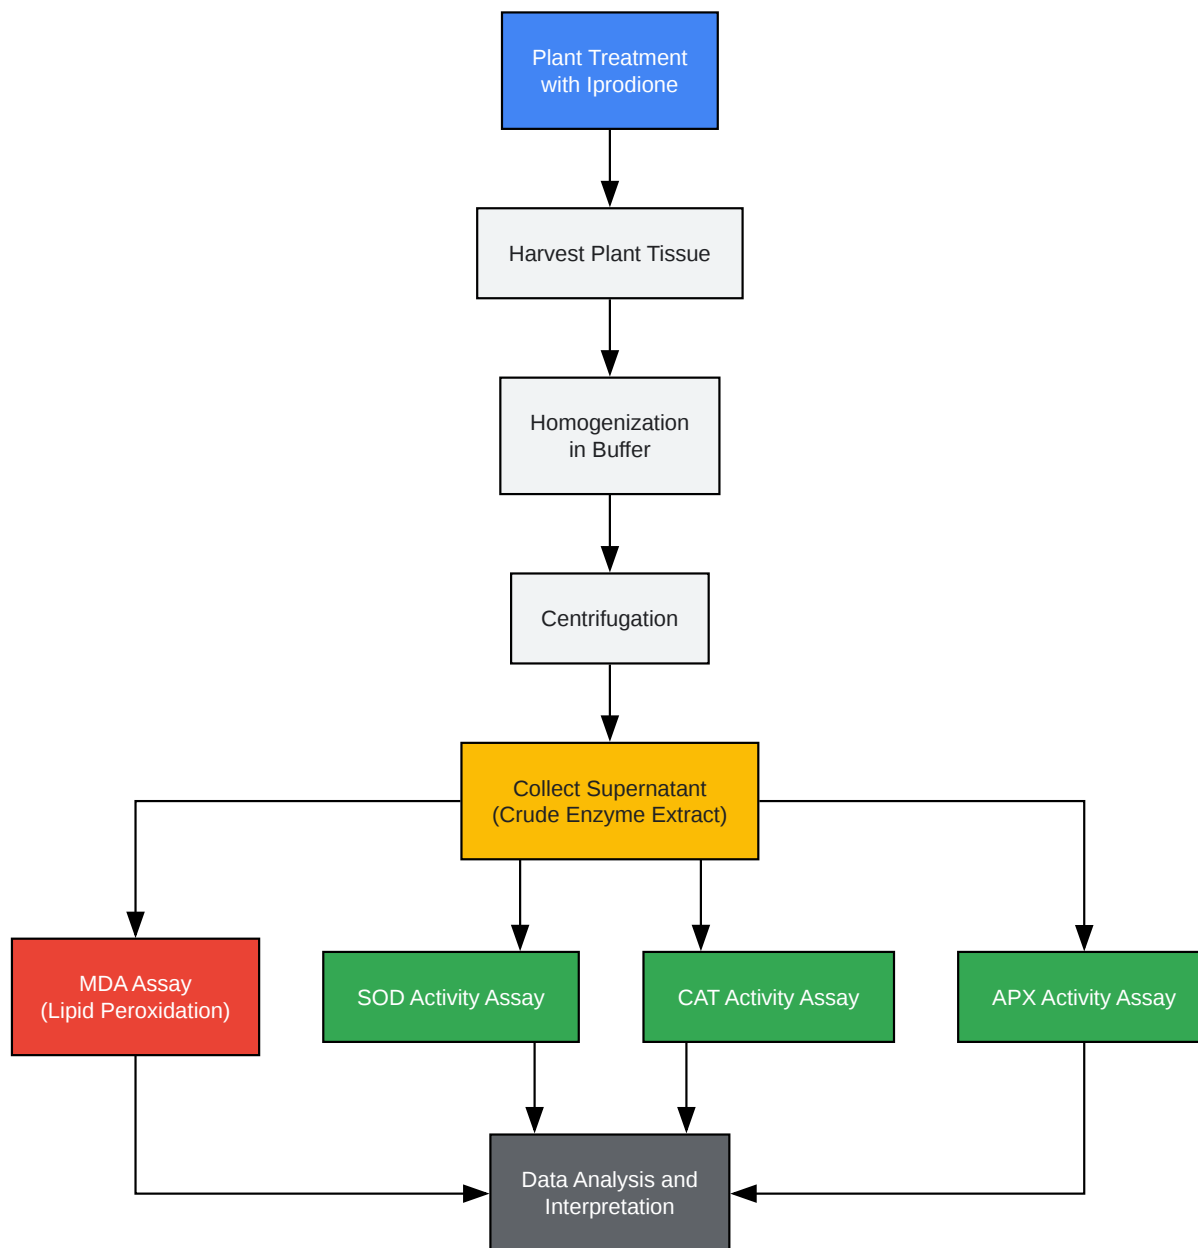 Plant Treatment
with Iprodione
Harvest Plant Tissue
Homogenization
in Buffer
Centrifugation
Collect Supernatant
(Crude Enzyme Extract)
MDA Assay
(Lipid Peroxidation)
SOD Activity Assay
CAT Activity Assay
APX Activity Assay
Data Analysis and
Interpretation